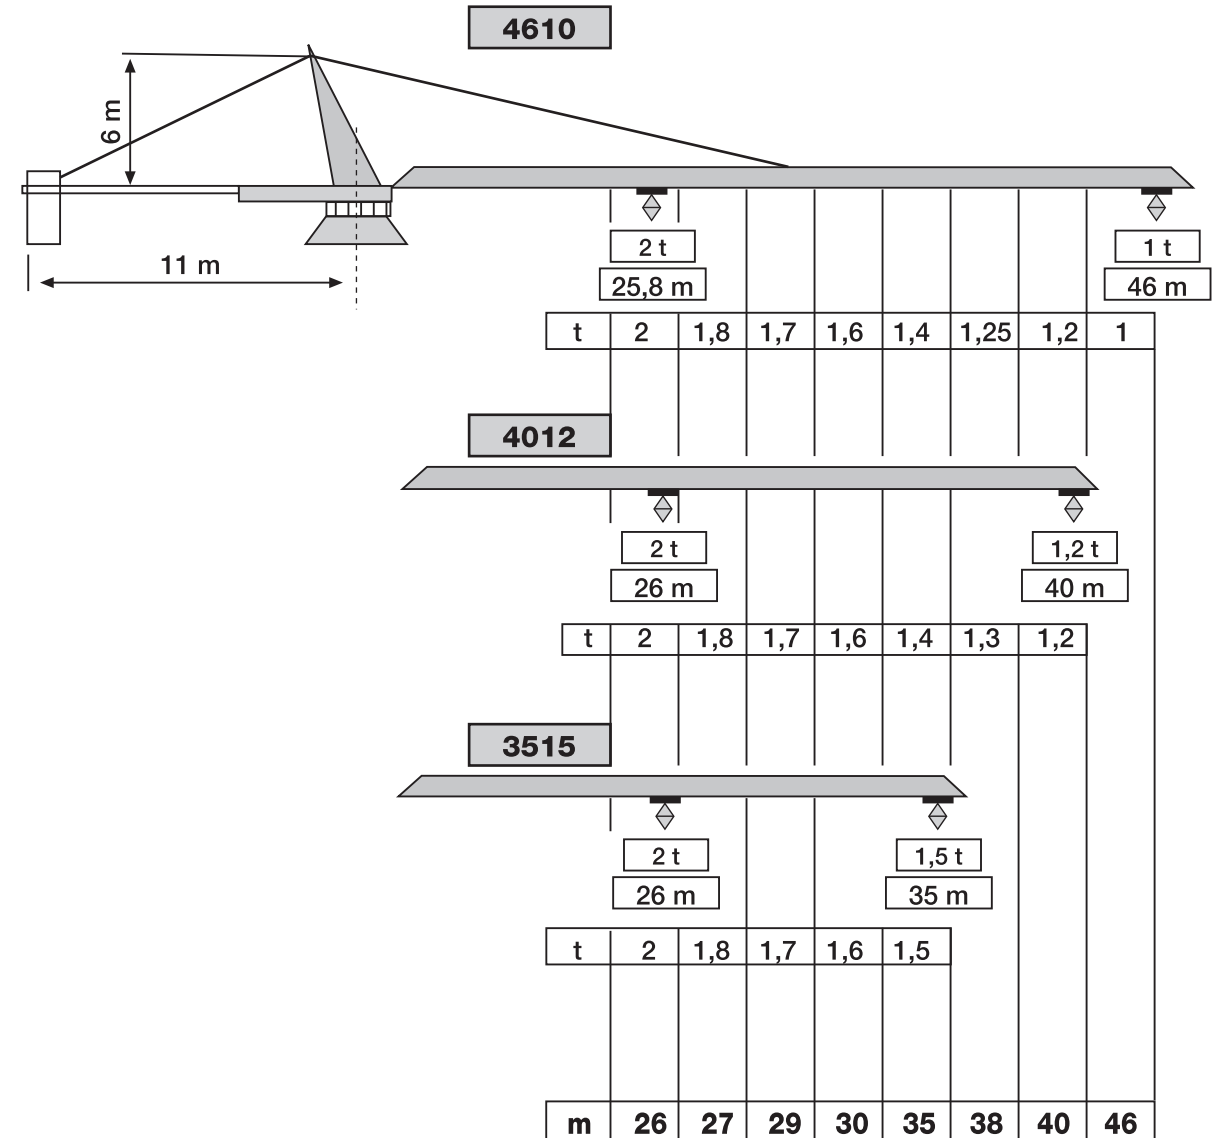 4610
6 m
11 m
2 t
1 t
25,8 m
46 m
t 2 1,8 1,7 1,6 1,4 1,25 1,2 1
4012
2 t
1,2 t
26 m
40 m
t 2 1,8 1,7 1,6 1,4 1,3 1,2
3515
2 t
1,5 t
26 m
35 m
t 2 1,8 1,7 1,6 1,5
m 26 27 29 30 35 38 40 46